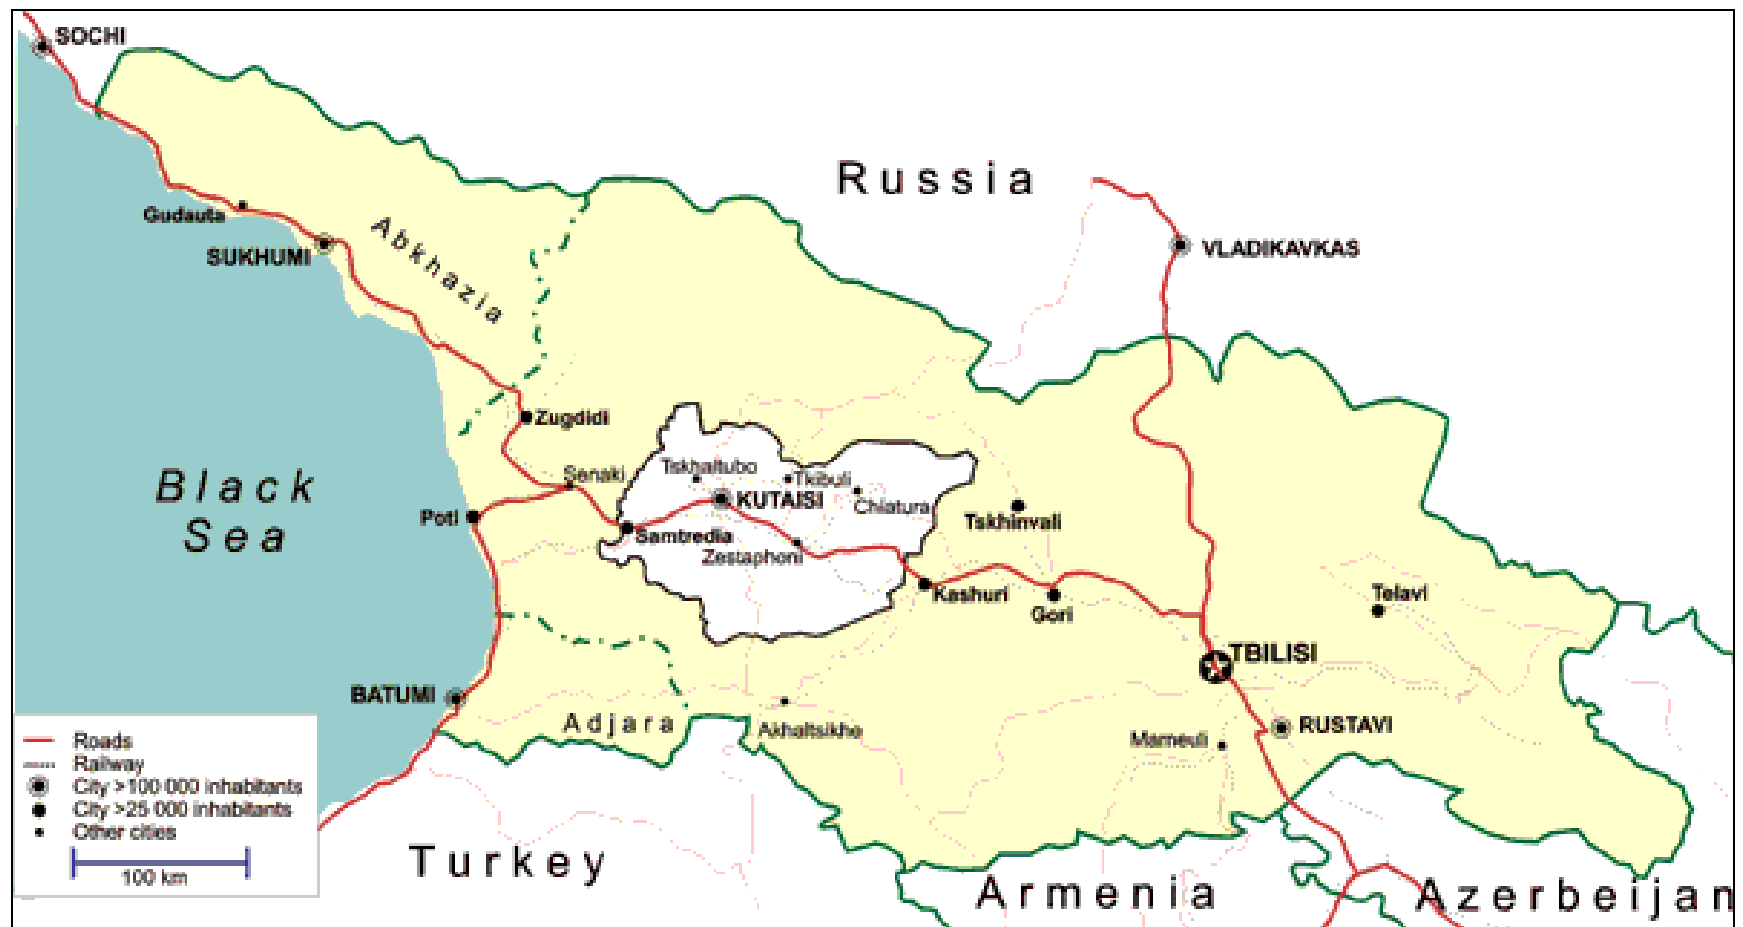 SOCHI
Russia
Gudauta
SUKHUMI
Abkhazia
VLADIKAVKAS
Zugdidi
Senaki
Tskhaltubo
Tkibuli
Black
Sea
KUTAISI
Chiatura
Poti
Samtredia
Tskhinvali
Zestaphoni
Kashuri
Gori
Telavi
TBILISI
BATUMI
Adjara
Akhaltsikhe
Marneuli
RUSTAVI
Roads
Railway
City >100 000 inhabitants
City >25 000 inhabitants
Other cities
100 km
Turkey
Armenia
Azerbeijan